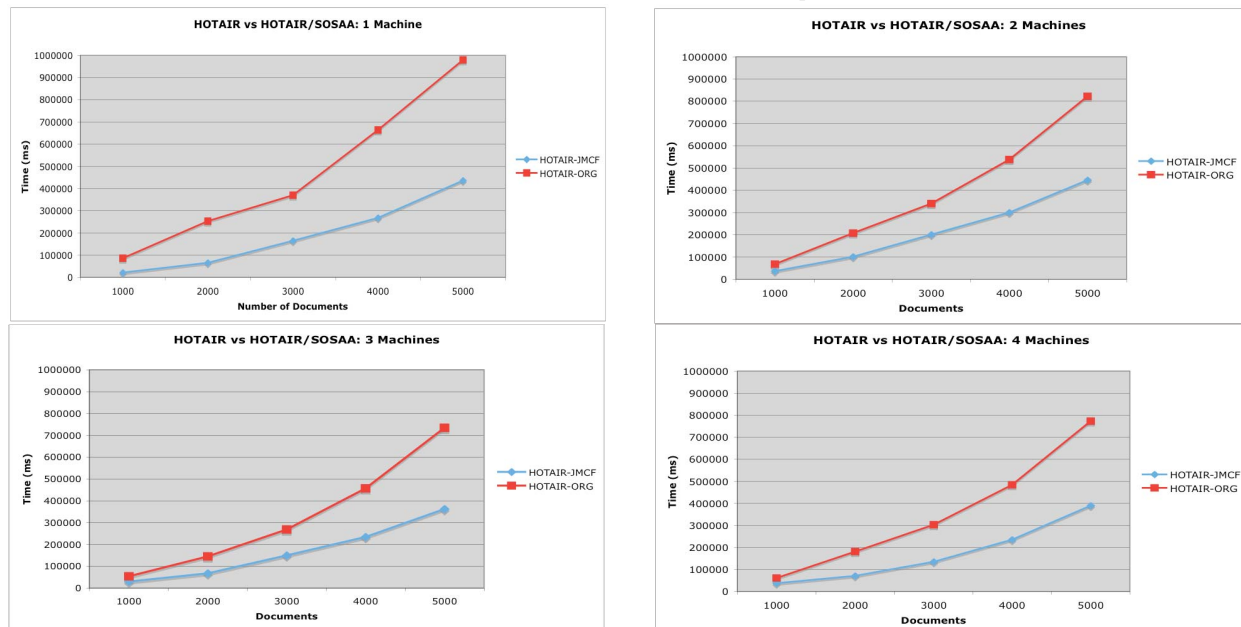 HOTAIR vs HOTAIR/SOSAA: 1 Machine
Time (ms)
1000000
900000
800000
700000
600000
500000
400000
300000
200000
100000
0
1000 2000 3000 4000 5000
Number of Documents
HOTAIR-JMCF
HOTAIR-ORG
HOTAIR vs HOTAIR/SOSAA: 2 Machines
Time (ms)
1000000
900000
800000
700000
600000
500000
400000
300000
200000
100000
0
1000 2000 3000 4000 5000
Documents
HOTAIR-JMCF
HOTAIR-ORG
HOTAIR vs HOTAIR/SOSAA: 3 Machines
Time (ms)
1000000
900000
800000
700000
600000
500000
400000
300000
200000
100000
0
1000 2000 3000 4000 5000
Documents
HOTAIR-JMCF
HOTAIR-ORG
HOTAIR vs HOTAIR/SOSAA: 4 Machines
Time (ms)
1000000
900000
800000
700000
600000
500000
400000
300000
200000
100000
0
1000 2000 3000 4000 5000
Documents
HOTAIR-JMCF
HOTAIR-ORG